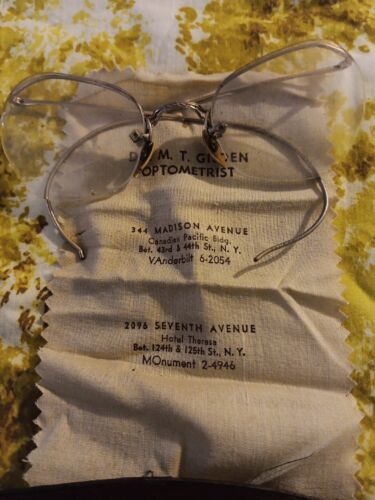 M. T.
OPTOMETRIST
344 MADISON AVENUE
Canadian Pacific Bldg.
Bet. 43rd & 44th St., N. Y.
VAnderbilt 6-2054
2096 SEVENTH AVENUE
Hotel Theresa
Bet. 124th & 125th St., N. Y.
MOnument 2-4946